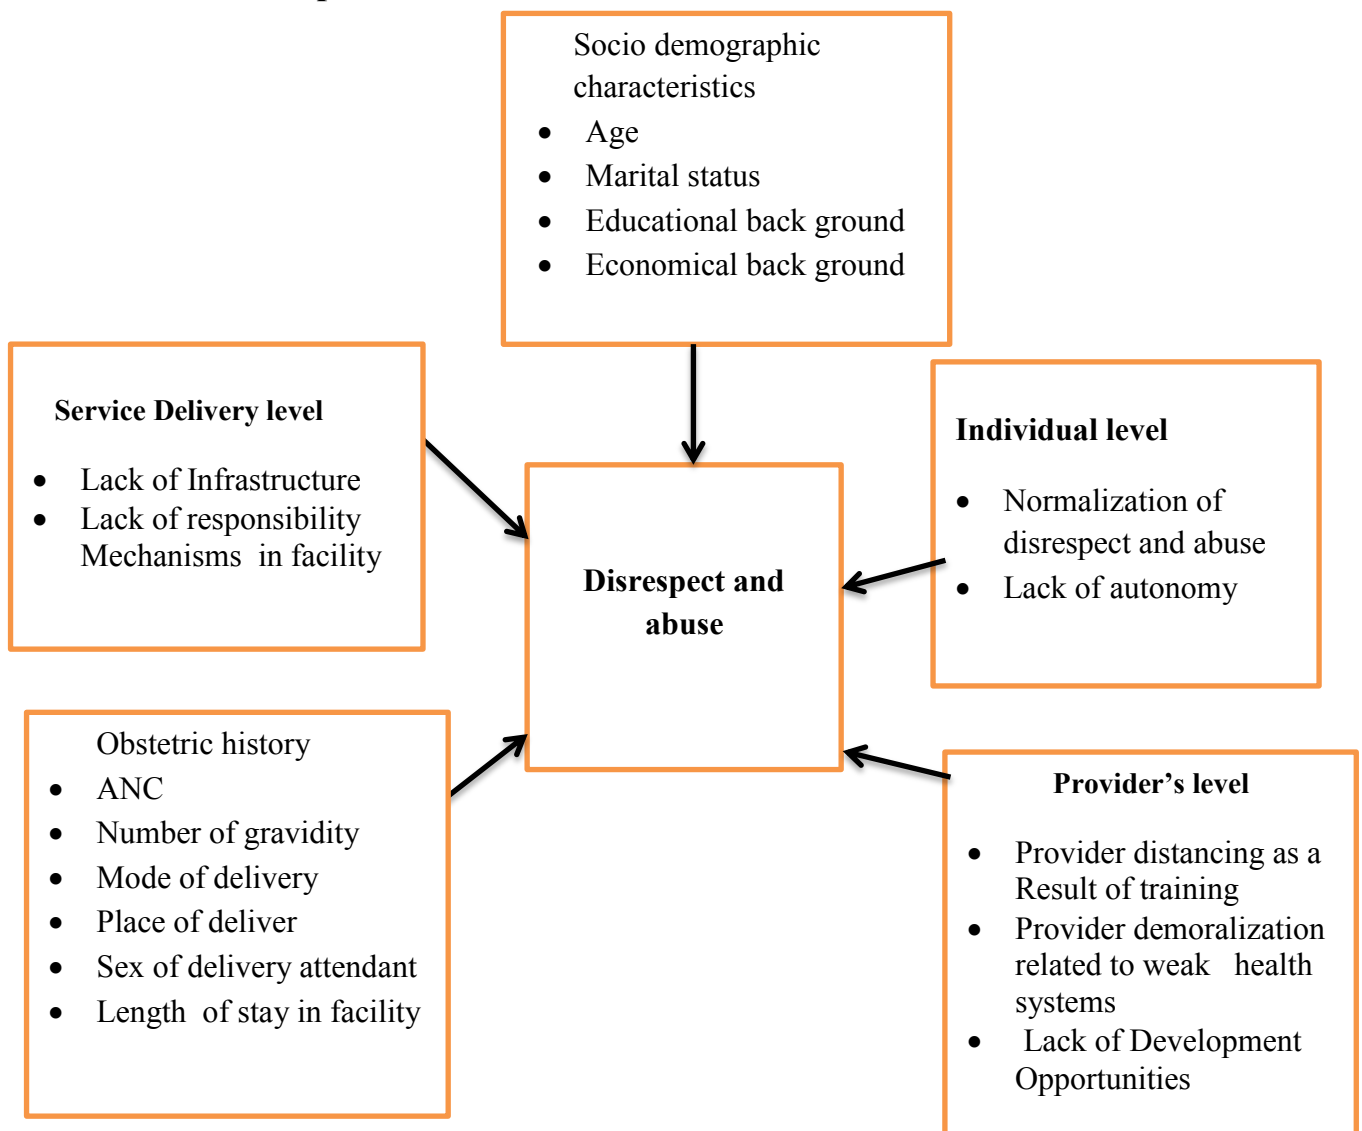 Socio demographic
characteristics
• Age
• Marital status
• Educational back ground
• Economical back ground
Service Delivery level
• Lack of Infrastructure
• Lack of responsibility
Mechanisms in facility
Individual level
• Normalization of
disrespect and abuse
• Lack of autonomy
Disrespect and
abuse
Obstetric history
• ANC
• Number of gravidity
• Mode of delivery
• Place of deliver
• Sex of delivery attendant
• Length of stay in facility
Provider’s level
• Provider distancing as a
Result of training
• Provider demoralization
related to weak health
systems
• Lack of Development
Opportunities